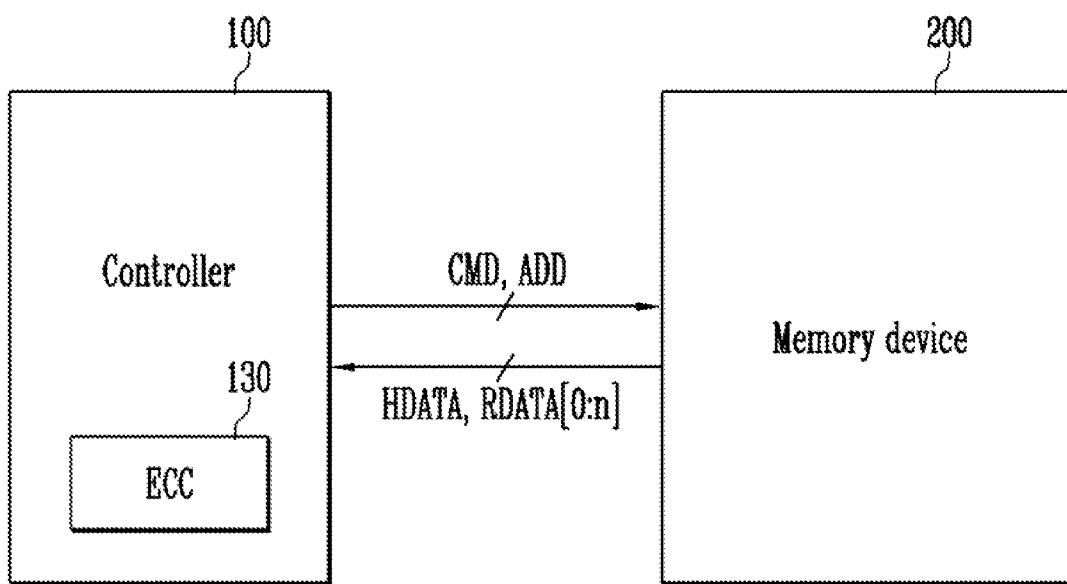 100
200
Controller
CMD, ADD
Memory device
HDATA, RDATA[0:n]
130
ECC